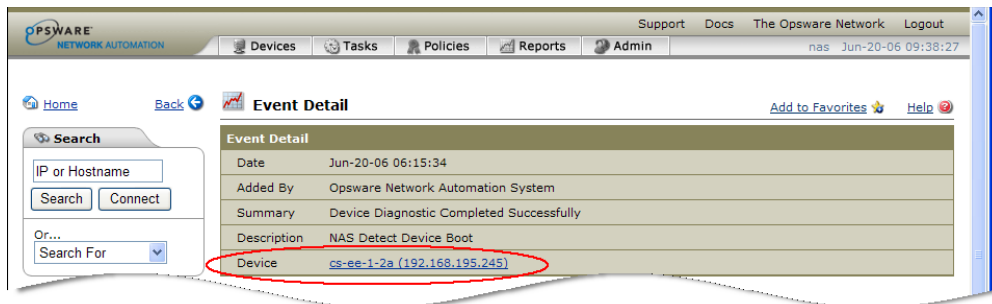 OPSWARE
NETWORK AUTOMATION
Support Docs The Opsware Network Logout
Devices Tasks Policies Reports Admin
nas Jun-20-06 09:38:27
Home Back
Event Detail
Add to Favorites Help
Search
IP or Hostname
Search Connect
Or...
Search For
Event Detail
Date Jun-20-06 06:15:34
Added By Opsware Network Automation System
Summary Device Diagnostic Completed Successfully
Description NAS Detect Device Boot
Device cs-ee-1-2a (192.168.195.245)